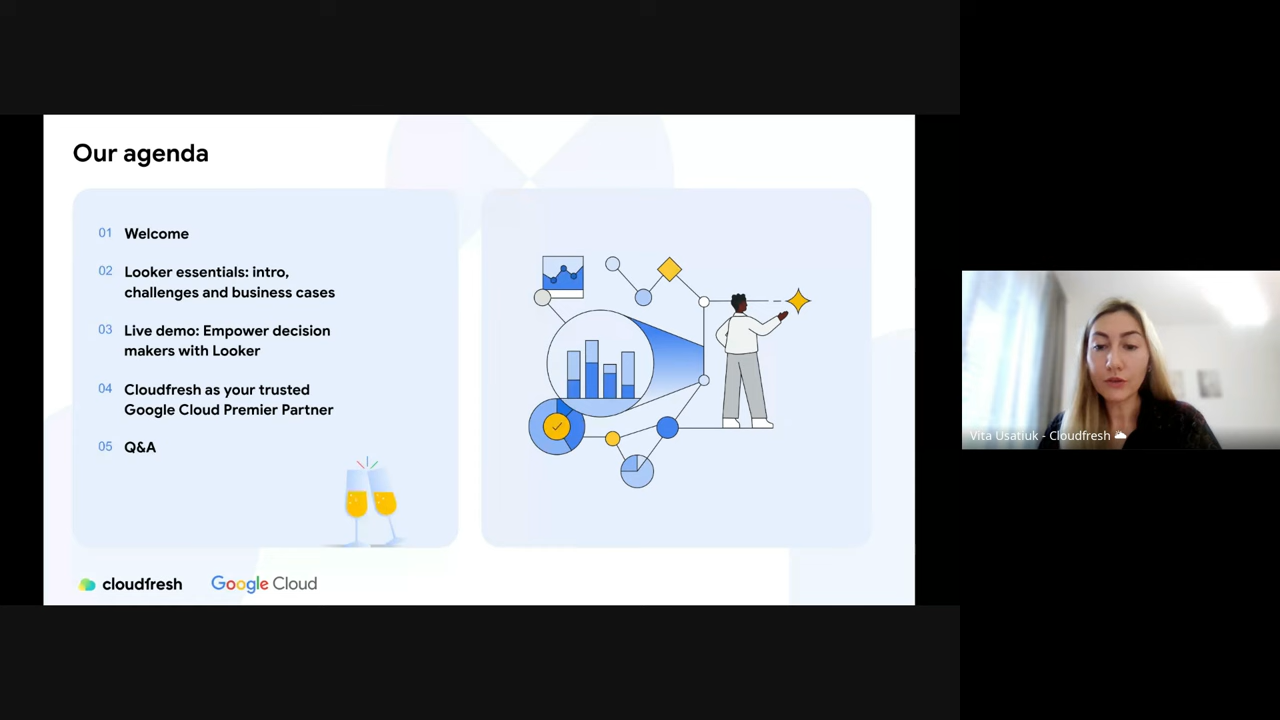 Our agenda
01 Welcome
02 Looker essentials: intro,
challenges and business cases
03 Live demo: Empower decision
makers with Looker
04 Cloudfresh as your trusted
Google Cloud Premier Partner
05 Q&A
cloudfresh
Google Cloud
Vita Usatiuk - Cloudfresh